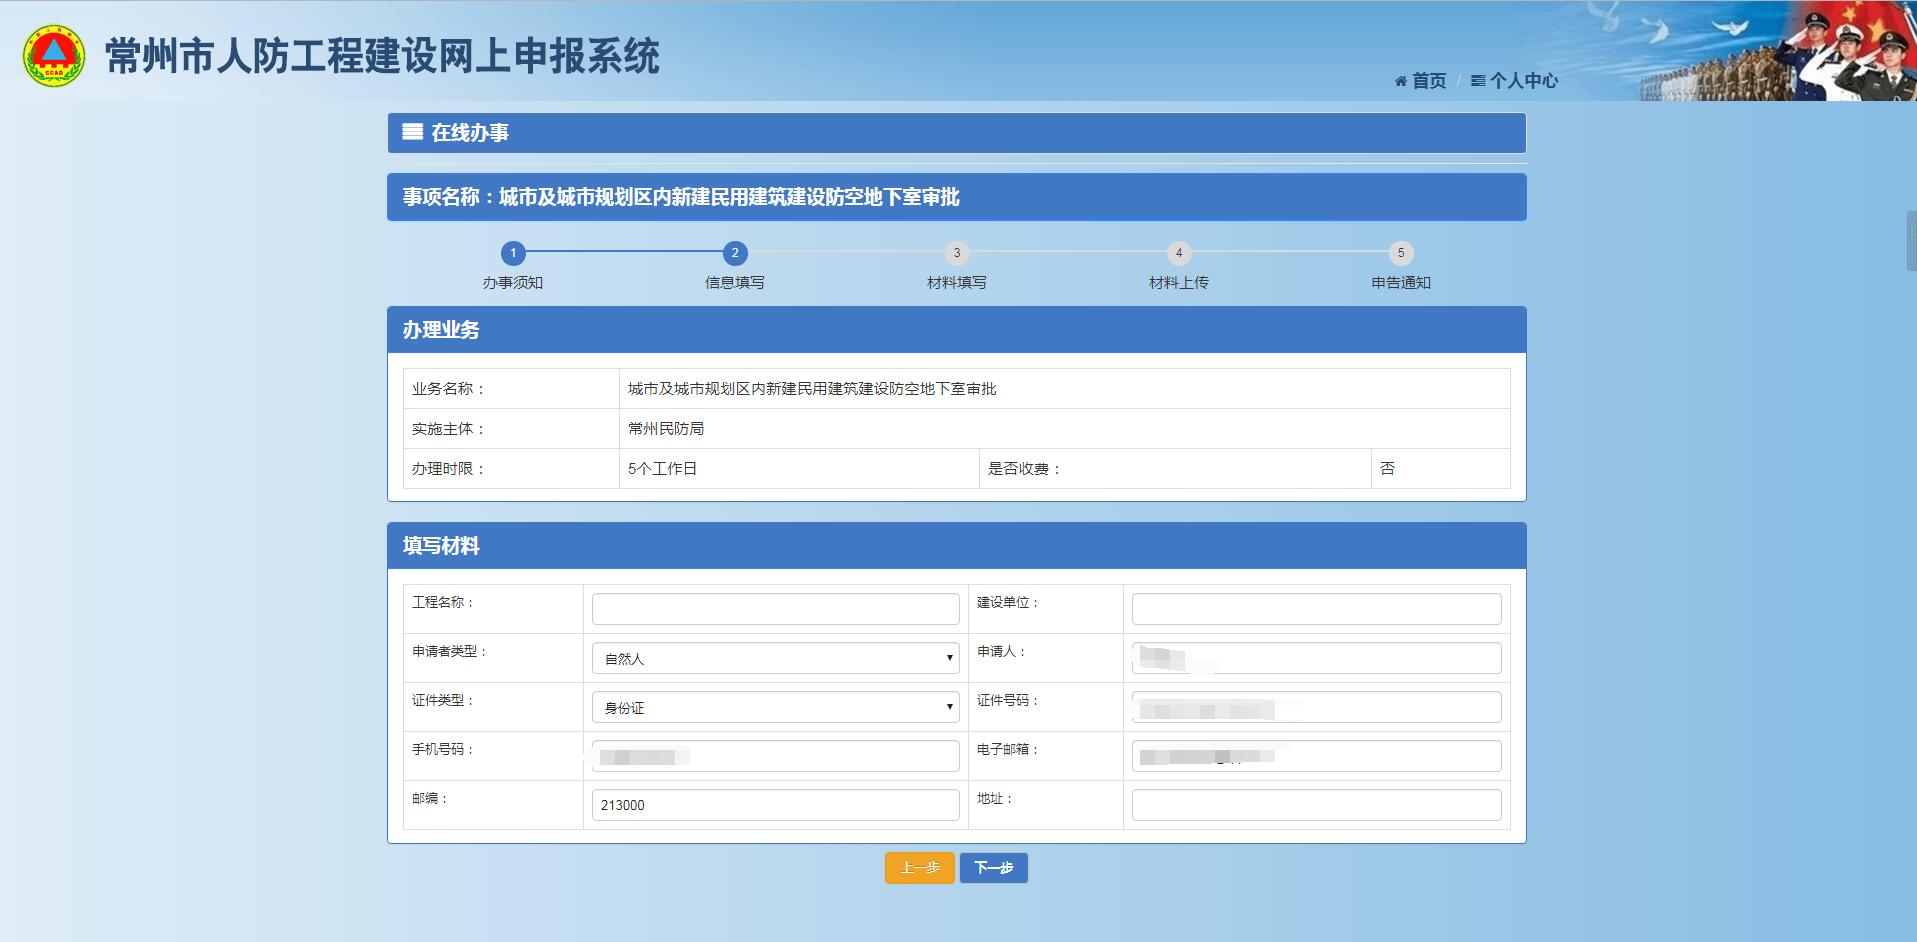 常州市人防工程建设网上申报系统
首页 / 个人中心
在线办事
事项名称：城市及城市规划区内新建民用建筑建设防空地下室审批
1 2 3 4 5
办事须知 信息填写 材料填写 材料上传 申告通知
办理业务
业务名称： 城市及城市规划区内新建民用建筑建设防空地下室审批
实施主体： 常州民防局
办理时限： 5个工作日 是否收费： 否
填写材料
工程名称： 建设单位：
申请者类型： 自然人 申请人：
证件类型： 身份证 证件号码：
手机号码： 电子邮箱：
邮编： 213000 地址：
上一步 下一步